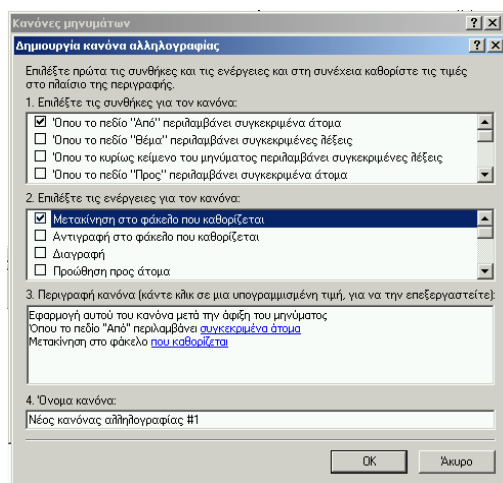 Κανόνες μηνυμάτων
Δημιουργία κανόνα αλληλογραφίας
Επιλέξτε πρώτα τις συνθήκες και τις ενέργειες και στη συνέχεια καθορίστε τις τιμές
στο πλαίσιο της περιγραφής.
1. Επιλέξτε τις συνθήκες για τον κανόνα:
Όπου το πεδίο "Από" περιλαμβάνει συγκεκριμένα άτομα
Όπου το πεδίο "Θέμα" περιλαμβάνει συγκεκριμένες λέξεις
Όπου το κυρίως κείμενο του μηνύματος περιλαμβάνει συγκεκριμένες λέξεις
Όπου το πεδίο "Προς" περιλαμβάνει συγκεκριμένα άτομα
2. Επιλέξτε τις ενέργειες για τον κανόνα:
Μετακίνηση στο φάκελο που καθορίζεται
Αντιγραφή στο φάκελο που καθορίζεται
Διαγραφή
Προώθηση προς άτομα
3. Περιγραφή κανόνα (κάντε κλικ σε μια υπογραμμισμένη τιμή, για να την επεξεργαστείτε):
Εφαρμογή αυτού του κανόνα μετά την άφιξη του μηνύματος
Όπου το πεδίο "Από" περιλαμβάνει συγκεκριμένα άτομα
Μετακίνηση στο φάκελο που καθορίζεται
4. Όνομα κανόνα:
Νέος κανόνας αλληλογραφίας #1
OK Άκυρο